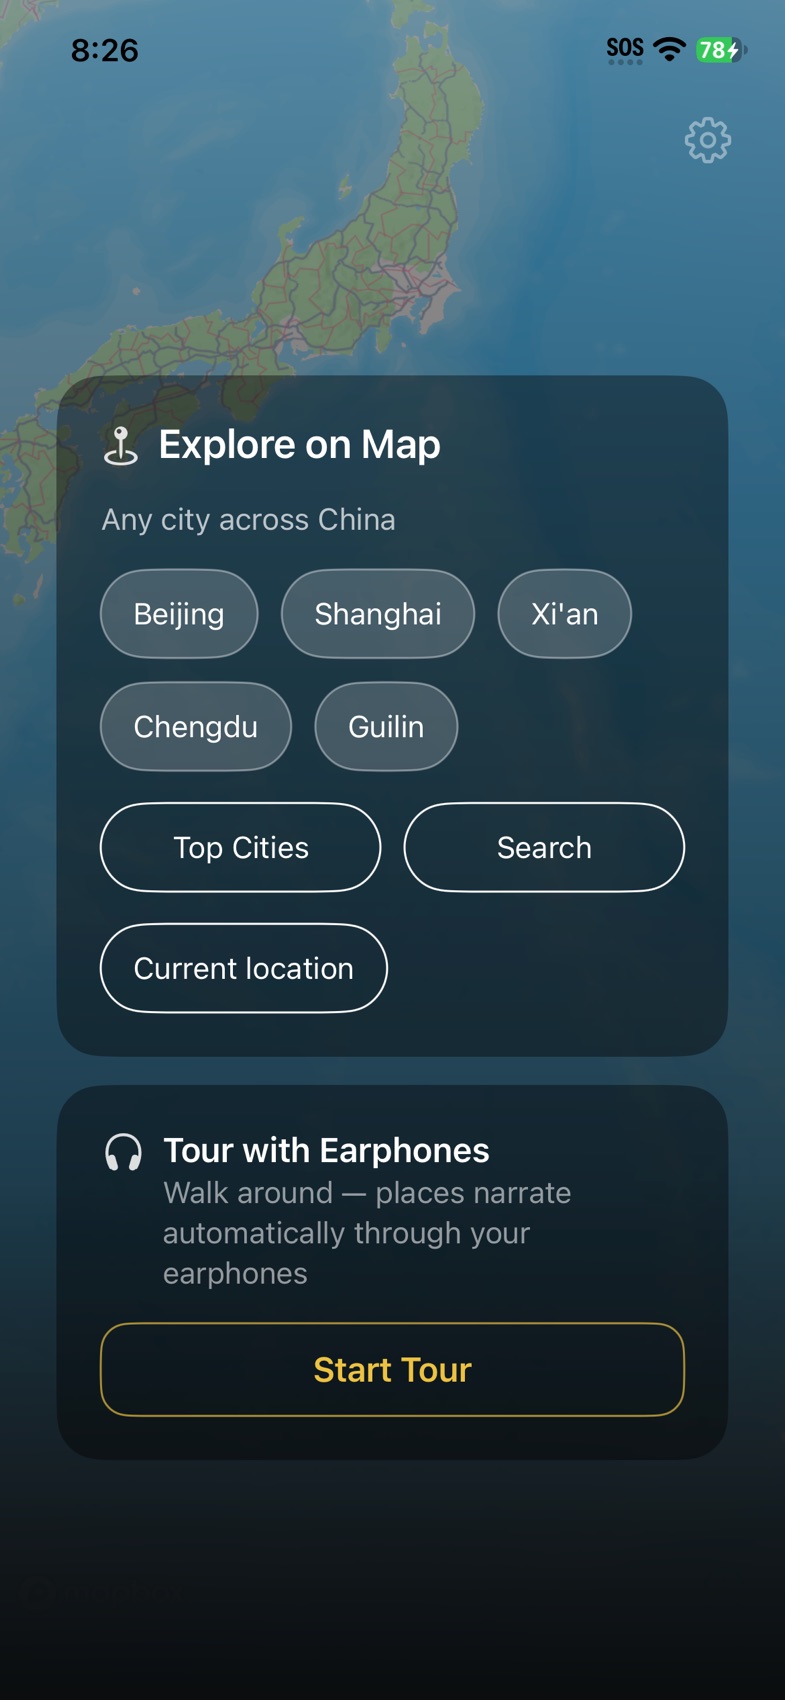 8:26
SOS
78
Explore on Map
Any city across China
Beijing
Shanghai
Xi'an
Chengdu
Guilin
Top Cities
Search
Current location
Tour with Earphones
Walk around — places narrate
automatically through your
earphones
Start Tour